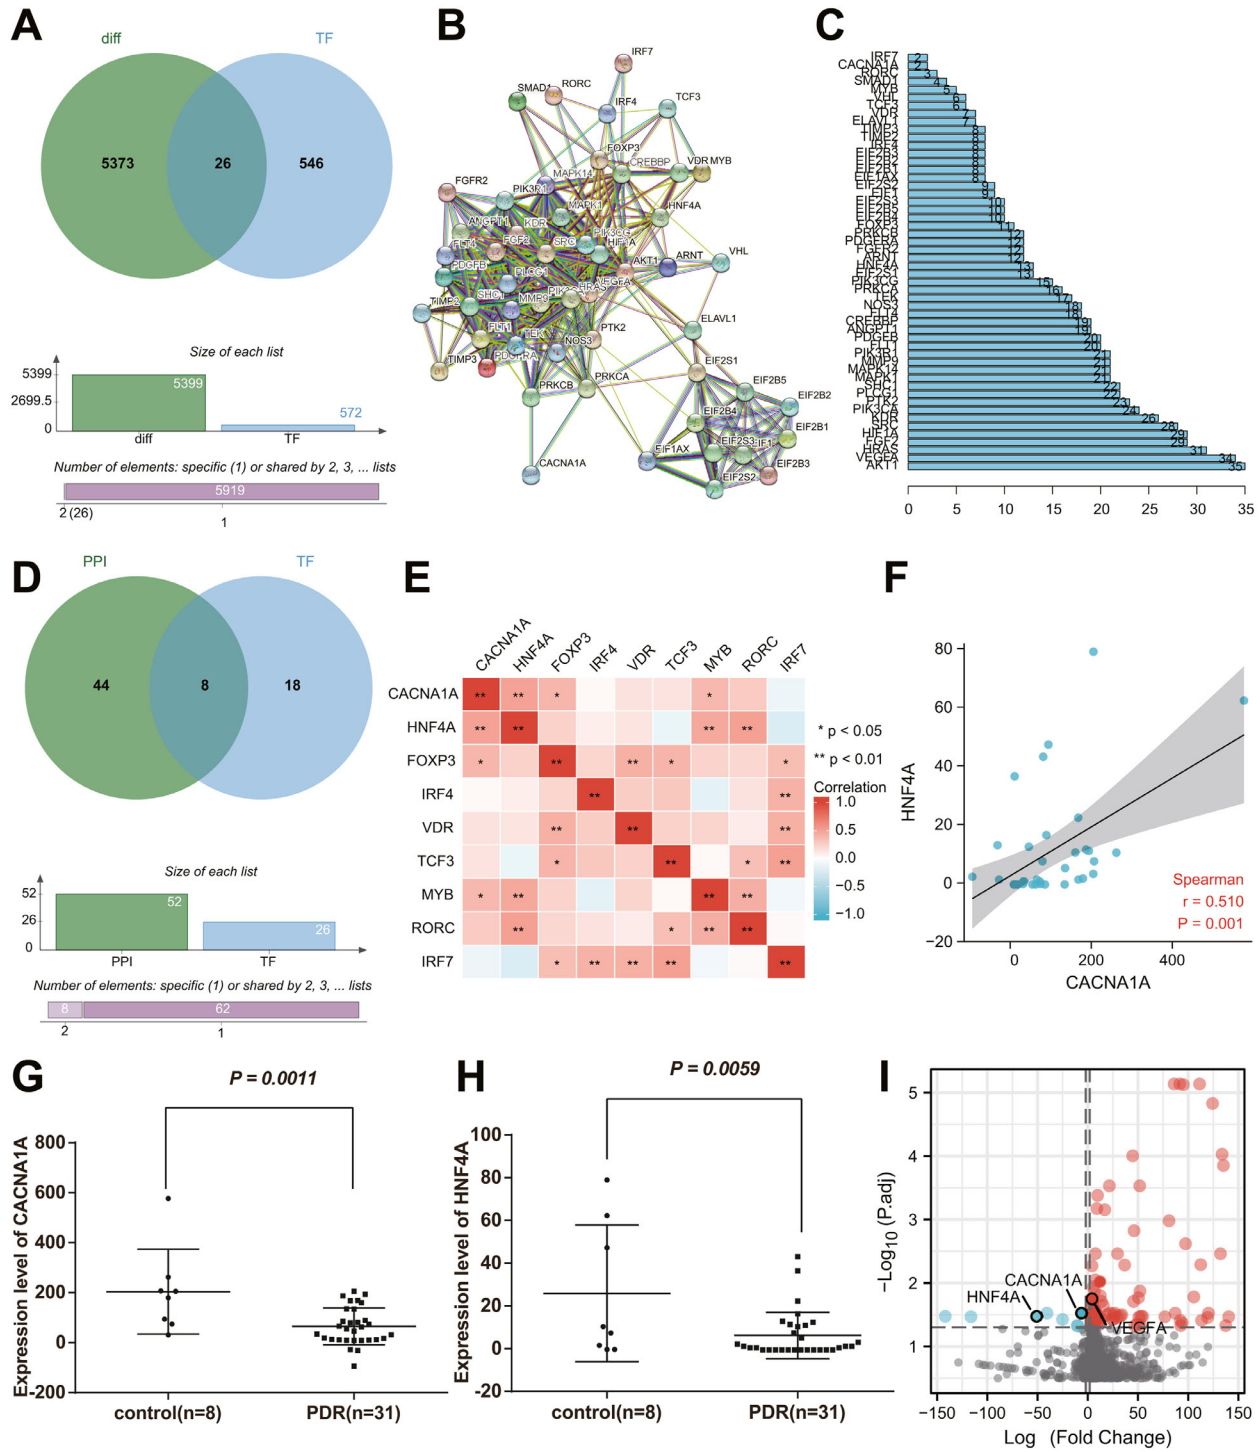 A
diff
TF
5373
26
546
Size of each list
5399
2699.5
0
5399
572
diff
TF
Number of elements: specific (1) or shared by 2, 3, ... lists
5919
2 (26)
1
B
IRF7
SMAD1
RORC
IRF4
TCF3
FOXP3
CREBBP
VDR
MYB
MAPK14
FGFR2
PIK3R1
MAPK1
HNF4A
ANGPT1
KDR
PIK3CG
FLT4
FGF2
SRC
HIF1A
AKT1
ARNT
VHL
PDGFB
PLCG1
VEGFA
HRAS
TIMP2
SHC1
MMP9
ELAVL1
FLT1
TEK
NOS3
PTK2
TIMP3
PDGFRA
EIF2S1
PRKCB
PRKCA
EIF2B5
EIF2B2
EIF2B4
EIF2B1
EIF2S3
EIF1
EIF1AX
EIF2B3
CACNA1A
EIF2S2
C
IRF7
CACNA1A
RORC
SMAD1
MYB
VHL
TCF3
VDR
ELAVL1
TIMP3
TIMP2
IRF4
EIF2B3
EIF2B2
EIF2B1
EIF1AX
EIF2S2
EIF1
EIF2S3
EIF2B5
EIF2B4
FOXP3
PRKCB
PDGFRA
FGFR2
ARNT
HNF4A
EIF2S1
PIK3CG
PRKCA
TEK
NOS3
FLT4
CREBBP
ANGPT1
PDGFB
FLT1
PIK3R1
MMP9
MAPK14
MAPK1
SHC1
PLCG1
PTK2
PIK3CA
KDR
SRC
HIF1A
FGF2
HRAS
VEGFA
AKT1
2
2
3
4
5
6
6
7
7
8
8
8
8
8
8
8
9
9
10
10
10
11
12
12
12
12
13
13
15
16
17
18
18
19
19
20
20
21
21
21
21
22
22
23
24
26
28
29
29
31
34
35
0 5 10 15 20 25 30 35
D
PPI
TF
44
8
18
Size of each list
52
26
0
52
26
PPI
TF
Number of elements: specific (1) or shared by 2, 3, ... lists
8
62
2
1
E
CACNA1A HNF4A FOXP3 IRF4 VDR TCF3 MYB RORC IRF7
CACNA1A ** ** * *
HNF4A ** ** ** **
FOXP3 * ** ** * *
IRF4 ** **
VDR ** ** **
TCF3 * ** * **
MYB * ** ** **
RORC ** * ** **
IRF7 * ** ** ** **
* p < 0.05
** p < 0.01
Correlation
1.0
0.5
0.0
−0.5
−1.0
F
HNF4A
80
60
40
20
0
−20
Spearman
r = 0.510
P = 0.001
0 200 400
CACNA1A
G
P = 0.0011
Expression level of CACNA1A
800
600
400
200
0
-200
control(n=8)
PDR(n=31)
H
P = 0.0059
Expression level of HNF4A
100
80
60
40
20
0
-20
control(n=8)
PDR(n=31)
I
−Log10 (P.adj)
5
4
3
2
1
CACNA1A
HNF4A
VEGFA
−150 −100 −50 0 50 100 150
Log (Fold Change)